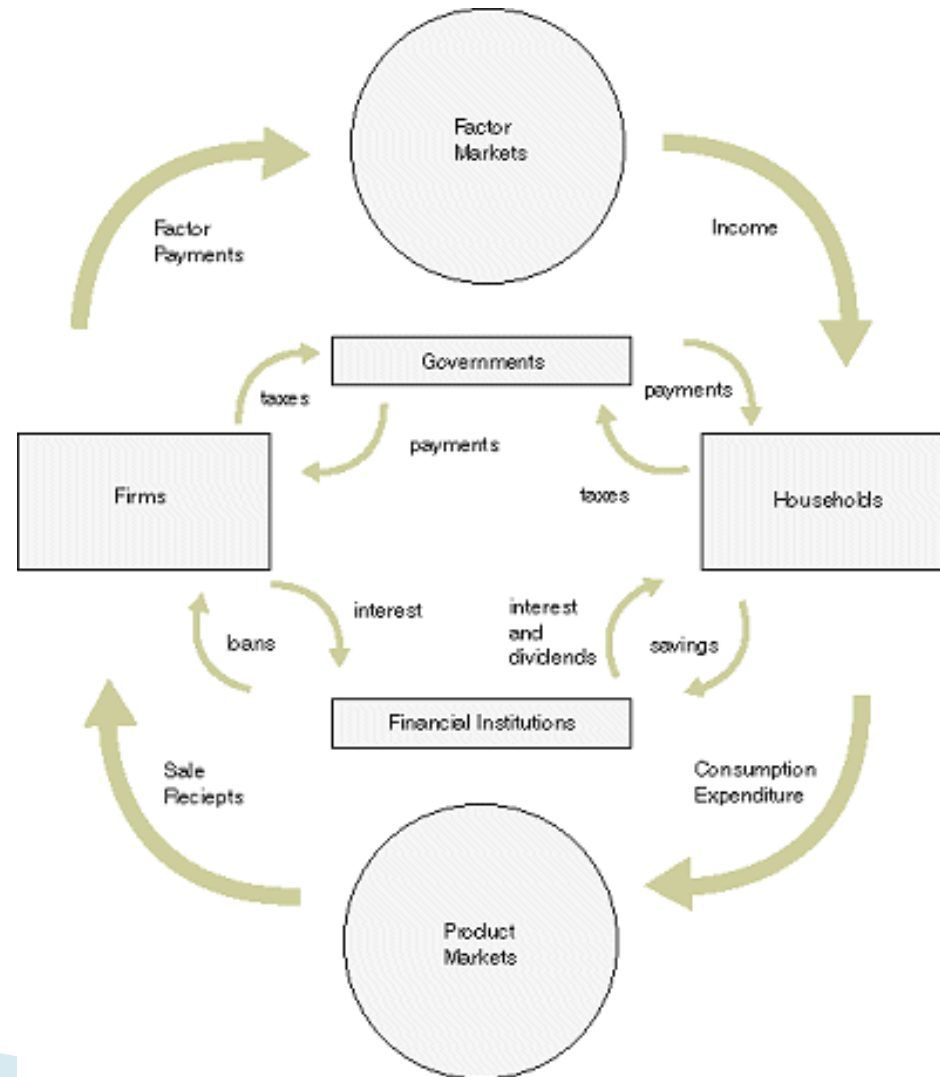 Factor
Markets
Factor
Payments
Income
Governments
taxes
payments
payments
taxes
Firms
Households
loans
interest
interest
and
dividends
savings
Financial Institutions
Sale
Reciepts
Consumption
Expenditure
Product
Markets